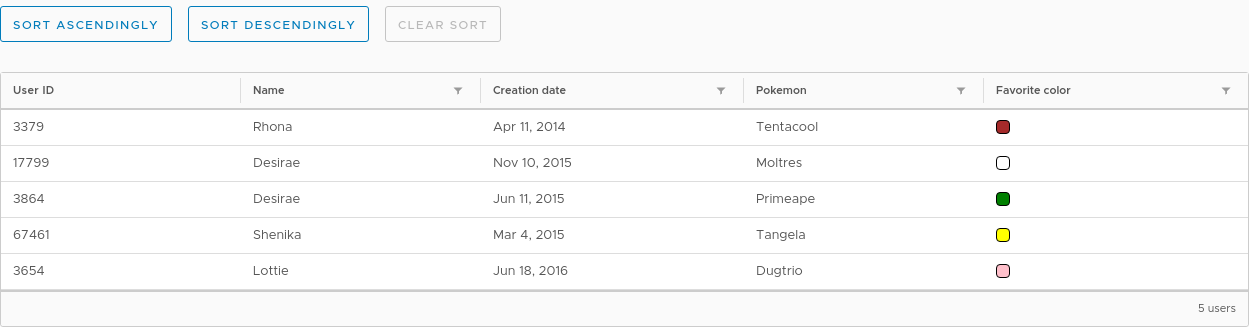 SORT ASCENDINGLY SORT DESCENDINGLY CLEAR SORT
User ID Name Creation date Pokemon Favorite color
3379 Rhona Apr 11, 2014 Tentacool
17799 Desirae Nov 10, 2015 Moltres
3864 Desirae Jun 11, 2015 Primeape
67461 Shenika Mar 4, 2015 Tangela
3654 Lottie Jun 18, 2016 Dugtrio
5 users